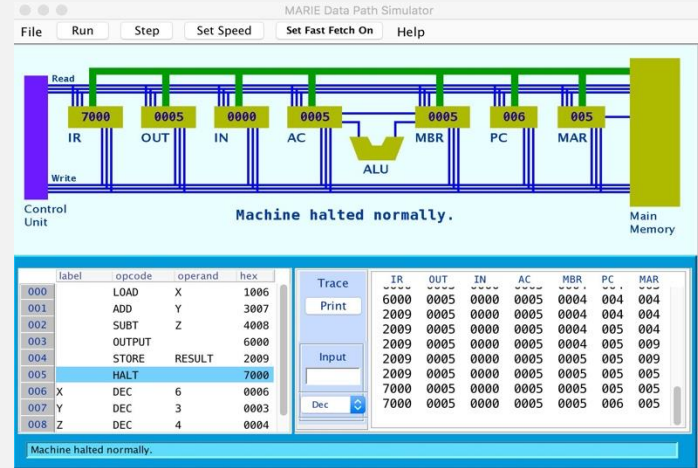 MARIE Data Path Simulator
File Run Step Set Speed Set Fast Fetch On Help
Read
7000 0005 0000 0005 0005 006 005
IR OUT IN AC MBR PC MAR
ALU
Write
Control Unit
Machine halted normally.
Main Memory
label opcode operand hex
000 LOAD X 1006
001 ADD Y 3007
002 SUBT Z 4008
003 OUTPUT 6000
004 STORE RESULT 2009
005 HALT 7000
006 X DEC 6 0006
007 Y DEC 3 0003
008 Z DEC 4 0004
Trace
Print
Input
Dec
IR OUT IN AC MBR PC MAR
6000 0005 0000 0005 0004 004 004
2009 0005 0000 0005 0004 004 004
2009 0005 0000 0005 0004 005 004
2009 0005 0000 0005 0004 005 009
2009 0005 0000 0005 0005 005 009
2009 0005 0000 0005 0005 005 005
7000 0005 0000 0005 0005 005 005
7000 0005 0000 0005 0005 006 005
Machine halted normally.